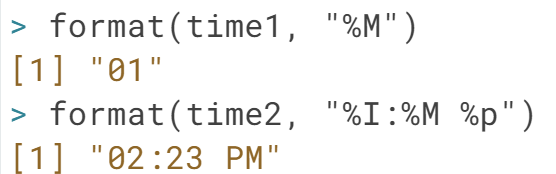 > format(time1, "%M")
[1] "01"
> format(time2, "%I:%M %p")
[1] "02:23 PM"